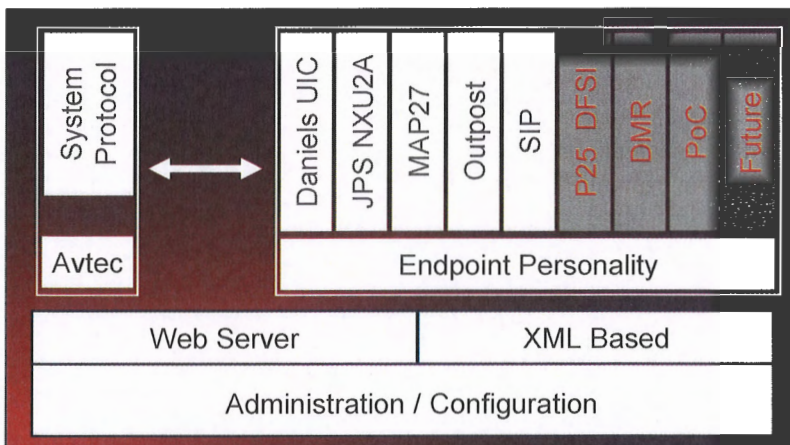 System
Protocol
Avtec
Daniels UIC
JPS NXU2A
MAP27
Outpost
SIP
P25 DFSI
DMR
PoC
Future
Endpoint Personality
Web Server
XML Based
Administration / Configuration